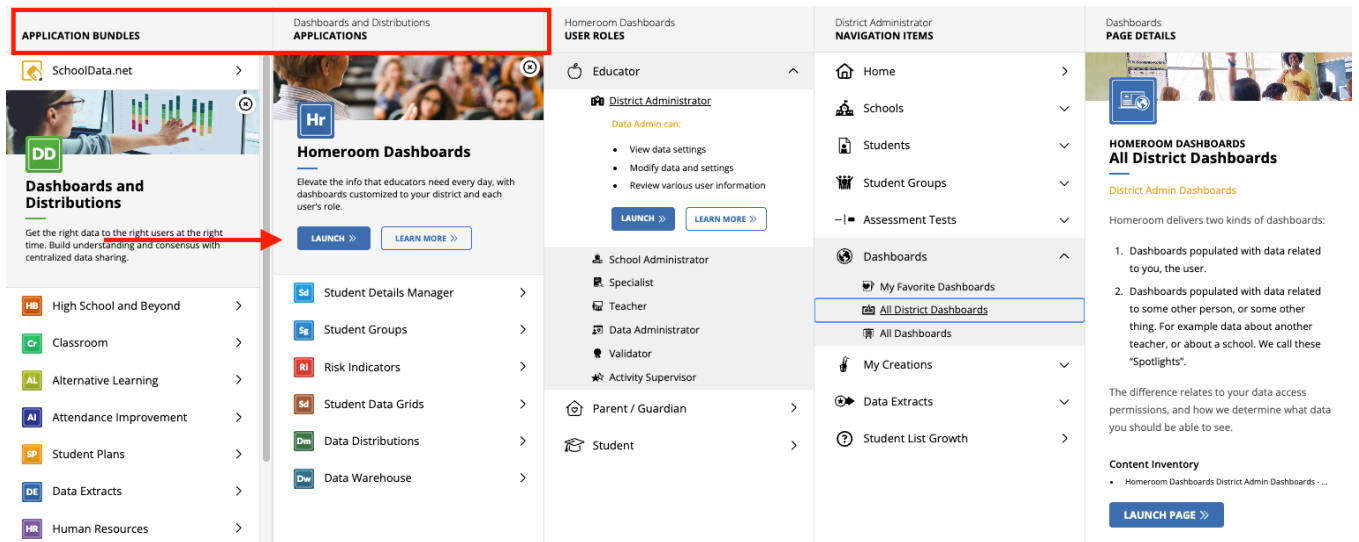 APPLICATION BUNDLES
SchoolData.net
DD
Dashboards and
Distributions
Get the right data to the right users at the right
time. Build understanding and consensus with
centralized data sharing.
HB High School and Beyond
Cr Classroom
AL Alternative Learning
AI Attendance Improvement
SP Student Plans
DE Data Extracts
HR Human Resources
Dashboards and Distributions
APPLICATIONS
Hr
Homeroom Dashboards
Elevate the info that educators need every day, with
dashboards customized to your district and each
user's role.
LAUNCH » LEARN MORE »
Sd Student Details Manager
Sg Student Groups
RI Risk Indicators
Sd Student Data Grids
Dm Data Distributions
Dw Data Warehouse
Homeroom Dashboards
USER ROLES
Educator
District Administrator
Data Admin can:
• View data settings
• Modify data and settings
• Review various user information
LAUNCH » LEARN MORE »
School Administrator
Specialist
Teacher
Data Administrator
Validator
Activity Supervisor
Parent / Guardian
Student
District Administrator
NAVIGATION ITEMS
Home
Schools
Students
Student Groups
Assessment Tests
Dashboards
My Favorite Dashboards
All District Dashboards
All Dashboards
My Creations
Data Extracts
Student List Growth
Dashboards
PAGE DETAILS
HOMEROOM DASHBOARDS
All District Dashboards
District Admin Dashboards
Homeroom delivers two kinds of dashboards:
1. Dashboards populated with data related
to you, the user.
2. Dashboards populated with data related
to some other person, or some other
thing. For example data about another
teacher, or about a school. We call these
“Spotlights”.
The difference relates to your data access
permissions, and how we determine what data
you should be able to see.
Content Inventory
• Homeroom Dashboards District Admin Dashboards - ...
LAUNCH PAGE »